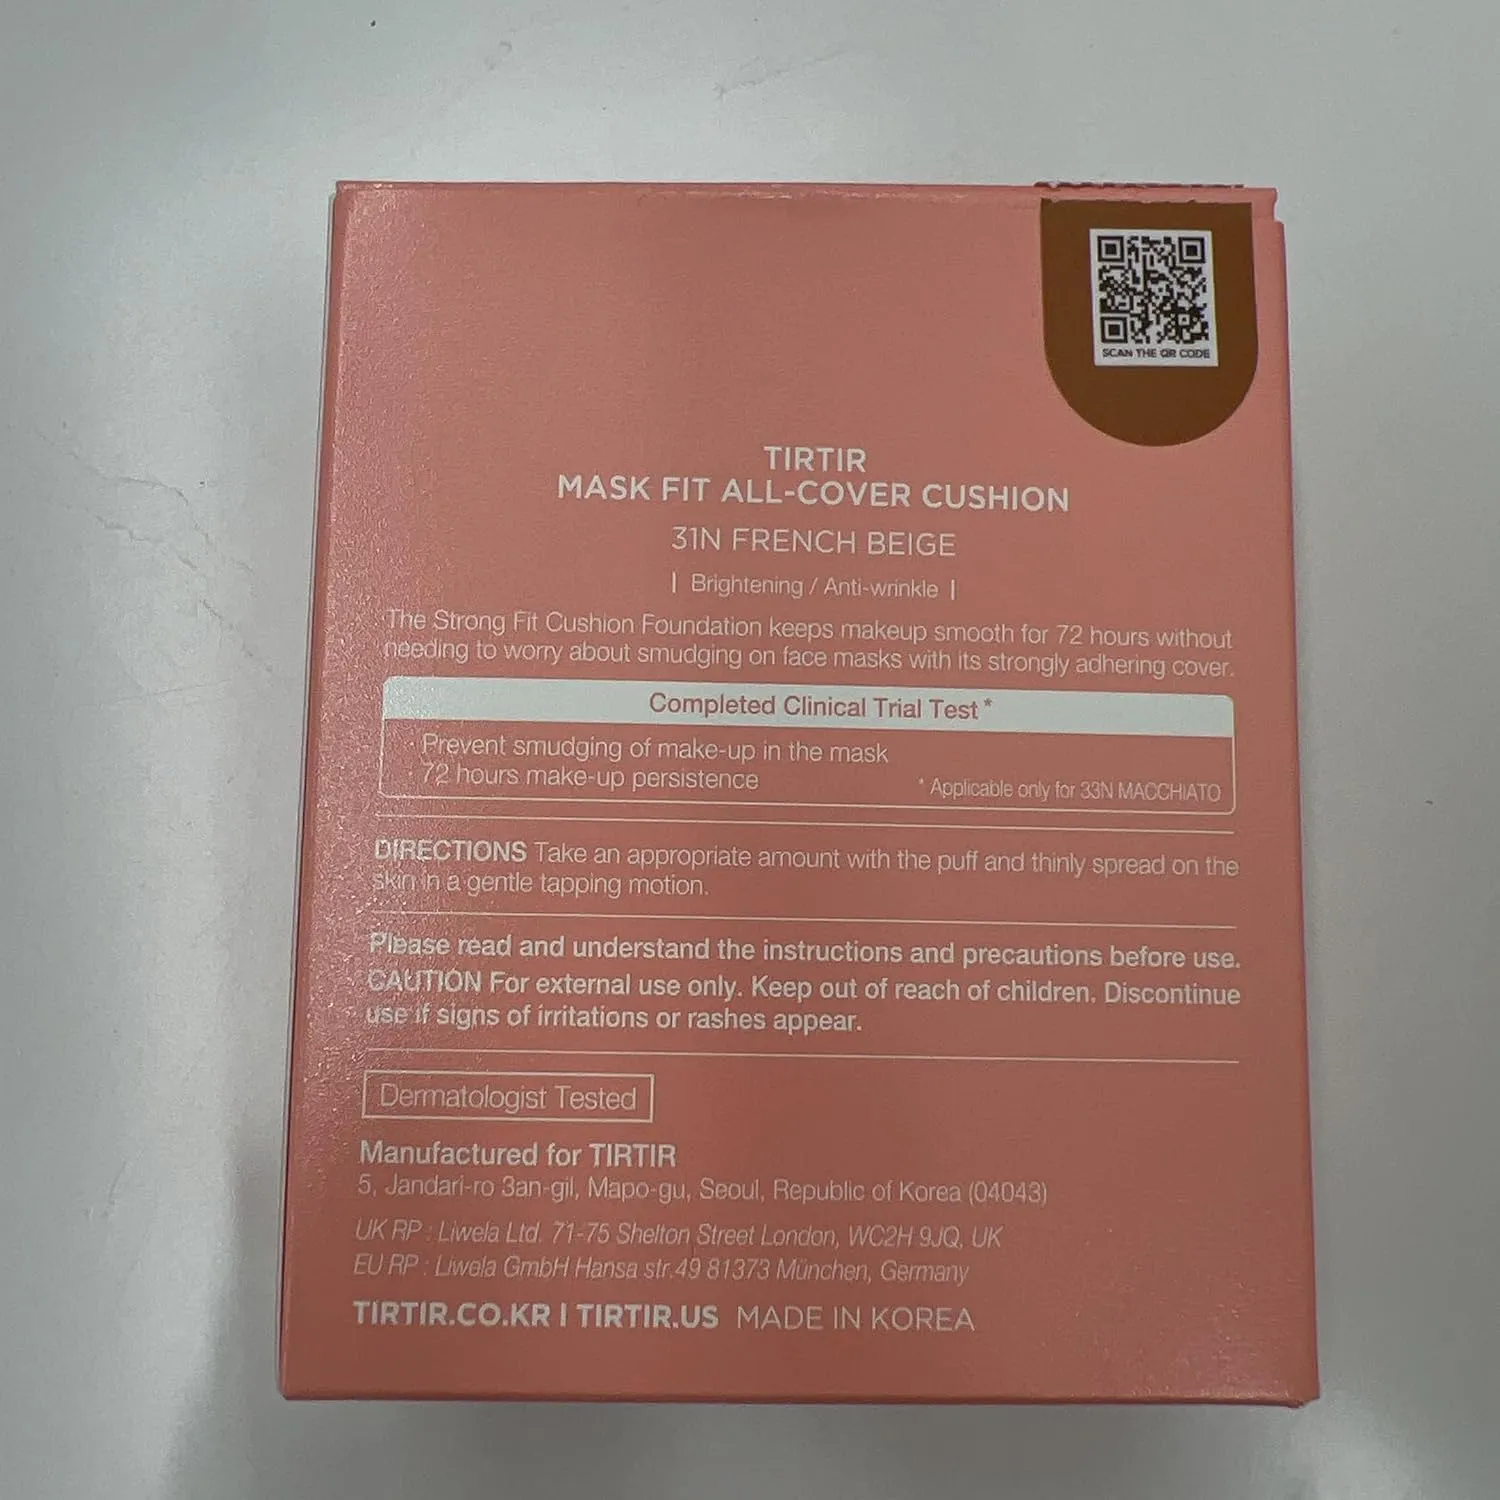 SCAN THE QR CODE
TIRTIR
MASK FIT ALL-COVER CUSHION
31N FRENCH BEIGE
| Brightening / Anti-wrinkle |
The Strong Fit Cushion Foundation keeps makeup smooth for 72 hours without
needing to worry about smudging on face masks with its strongly adhering cover.
Completed Clinical Trial Test *
· Prevent smudging of make-up in the mask
· 72 hours make-up persistence
* Applicable only for 33N MACCHIATO
DIRECTIONS Take an appropriate amount with the puff and thinly spread on the
skin in a gentle tapping motion.
Please read and understand the instructions and precautions before use.
CAUTION For external use only. Keep out of reach of children. Discontinue
use if signs of irritations or rashes appear.
Dermatologist Tested
Manufactured for TIRTIR
5, Jandari-ro 3an-gil, Mapo-gu, Seoul, Republic of Korea (04043)
UK RP : Liwela Ltd. 71-75 Shelton Street London, WC2H 9JQ, UK
EU RP : Liwela GmbH Hansa str.49 81373 München, Germany
TIRTIR.CO.KR | TIRTIR.US MADE IN KOREA